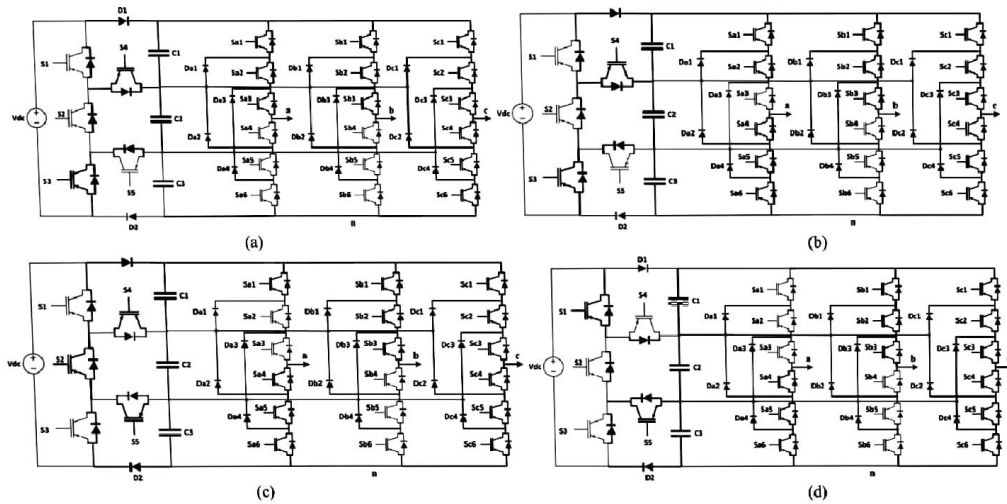 D1
S4
S1
C1
Sa1
Sb1
Sc1
Da1
Db1
Dc1
Sa2
Sb2
Sc2
Vdc
S2
Da3
Sa3
a
Db3
Sb3
b
Dc3
Sc3
c
C2
Da2
Sa4
Db2
Sb4
Dc2
Sc4
S3
S5
Da4
Sa5
Db4
Sb5
Dc4
Sc5
C3
Sa6
Sb6
Sc6
D2
n
(a)
S4
S1
C1
Sa1
Sb1
Sc1
Da1
Db1
Dc1
Sa2
Sb2
Sc2
Vdc
S2
Da3
Sa3
a
Db3
Sb3
b
Dc3
Sc3
c
C2
Da2
Sa4
Db2
Sb4
Dc2
Sc4
S3
S5
Da4
Sa5
Db4
Sb5
Dc4
Sc5
C3
Sa6
Sb6
Sc6
D2
n
(b)
S4
S1
C1
Sa1
Sb1
Sc1
Da1
Db1
Dc1
Sa2
Sb2
Sc2
Vdc
S2
Da3
Sa3
a
Db3
Sb3
b
Dc3
Sc3
c
C2
Da2
Sa4
Db2
Sb4
Dc2
Sc4
S3
S5
Da4
Sa5
Db4
Sb5
Dc4
Sc5
C3
Sa6
Sb6
Sc6
D2
n
(c)
D1
S4
S1
C1
Sa1
Sb1
Sc1
Da1
Db1
Dc1
Sa2
Sb2
Sc2
Vdc
Da3
Sa3
a
Db3
Sb3
b
Dc3
Sc3
C2
Da2
Sa4
Db2
Sb4
Dc2
Sc4
S3
S5
Da4
Sa5
Db4
Sb5
Dc4
Sc5
C3
Sa6
Sb6
Sc6
D2
n
(d)